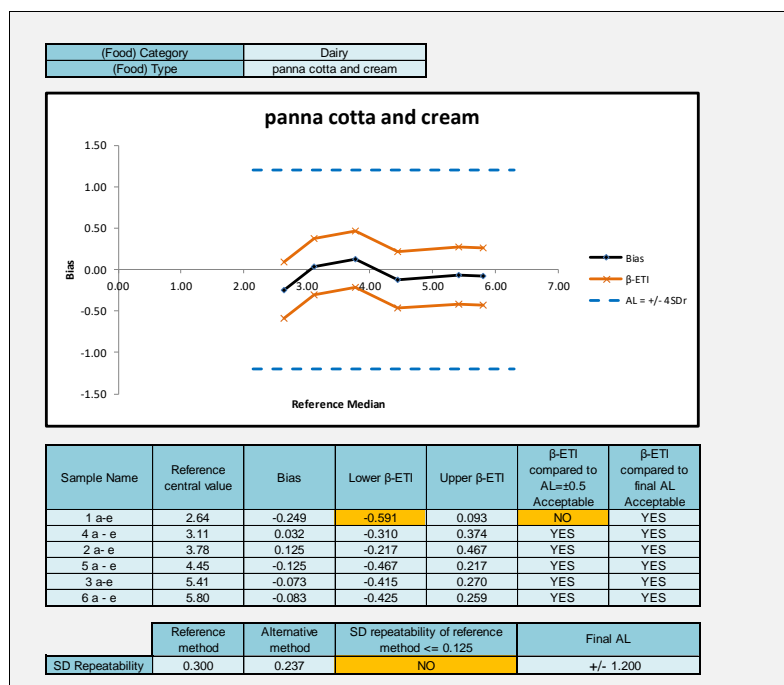 (Food) Category Dairy
(Food) Type panna cotta and cream
panna cotta and cream
1.50
1.00
0.50
0.00
-0.50
-1.00
-1.50
0.00 1.00 2.00 3.00 4.00 5.00 6.00 7.00
Bias
Reference Median
Bias
β-ETI
AL = +/- 4SDr
Sample Name Reference central value Bias Lower β-ETI Upper β-ETI β-ETI compared to AL=±0.5 Acceptable β-ETI compared to final AL Acceptable
1 a-e 2.64 -0.249 -0.591 0.093 NO YES
4 a - e 3.11 0.032 -0.310 0.374 YES YES
2 a- e 3.78 0.125 -0.217 0.467 YES YES
5 a - e 4.45 -0.125 -0.467 0.217 YES YES
3 a-e 5.41 -0.073 -0.415 0.270 YES YES
6 a - e 5.80 -0.083 -0.425 0.259 YES YES
Reference method Alternative method SD repeatability of reference method <= 0.125 Final AL
SD Repeatability 0.300 0.237 NO +/- 1.200